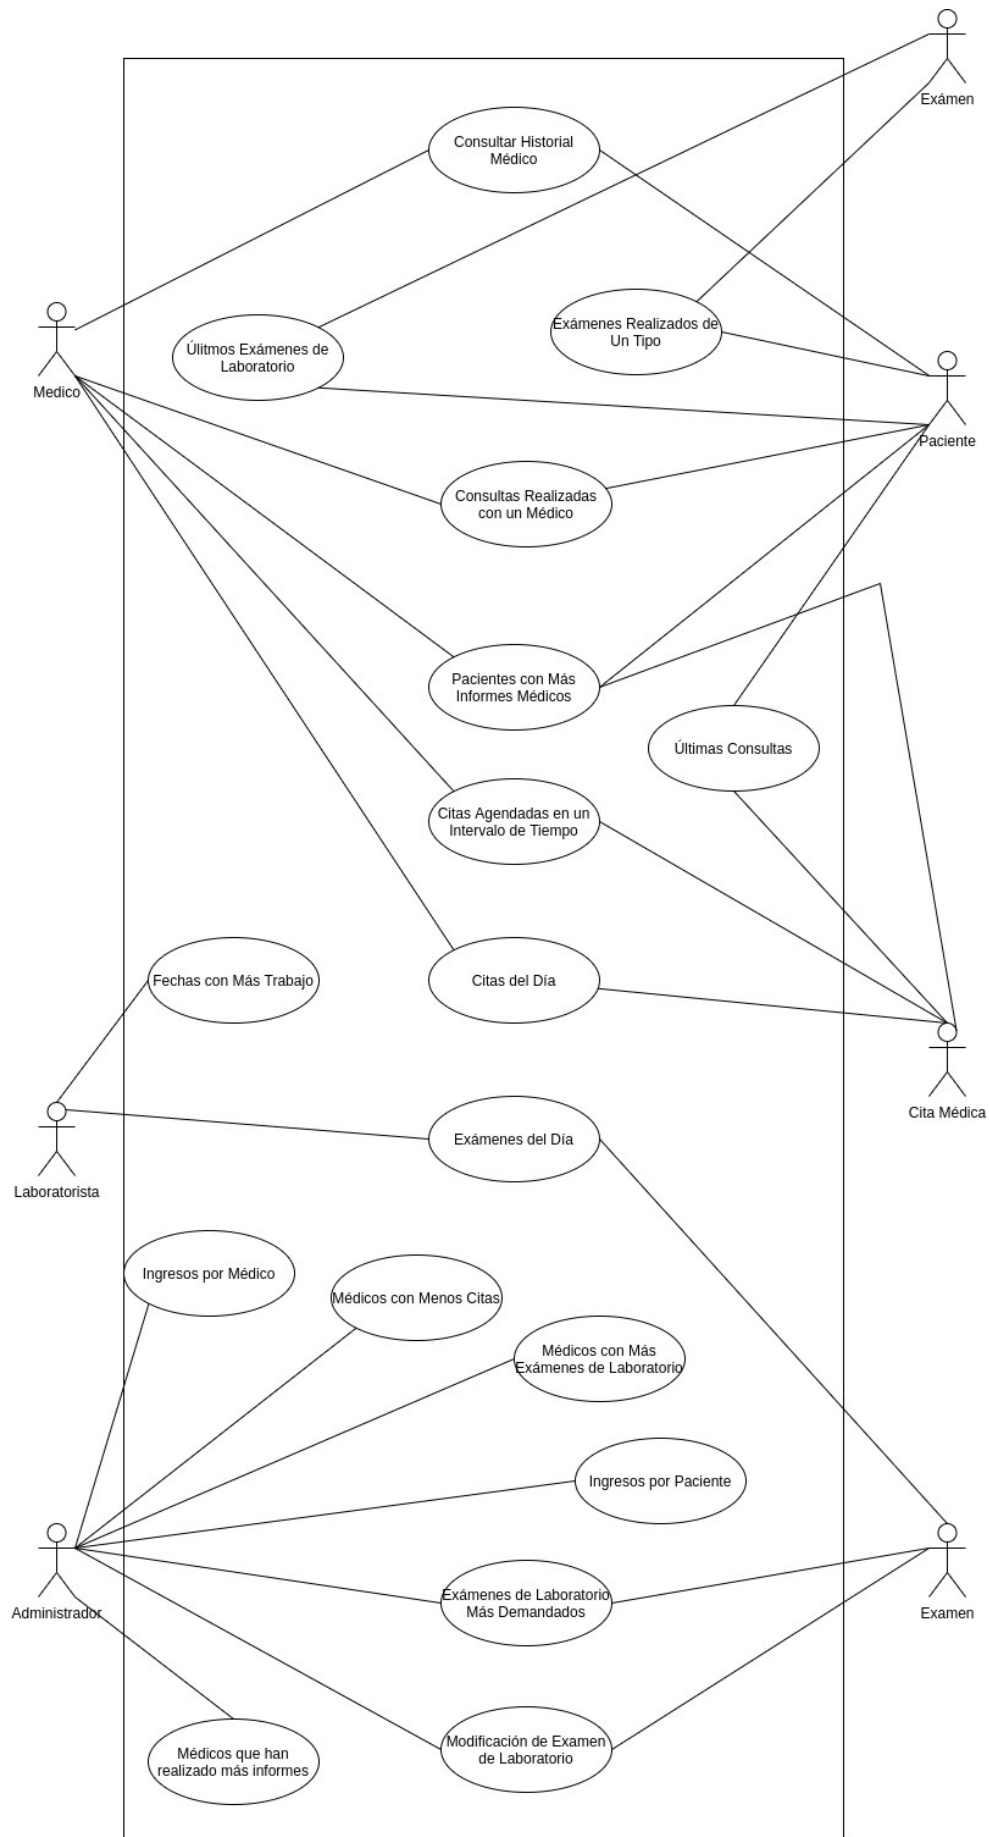 Exámen
Consultar Historial
Médico
Exámenes Realizados de
Un Tipo
Úlitmos Exámenes de
Laboratorio
Medico
Paciente
Consultas Realizadas
con un Médico
Pacientes con Más
Informes Médicos
Últimas Consultas
Citas Agendadas en un
Intervalo de Tiempo
Fechas con Más Trabajo
Citas del Día
Cita Médica
Exámenes del Día
Laboratorista
Ingresos por Médico
Médicos con Menos Citas
Médicos con Más
Exámenes de Laboratorio
Ingresos por Paciente
Exámenes de Laboratorio
Más Demandados
Administrador
Examen
Modificación de Examen
de Laboratorio
Médicos que han
realizado más informes